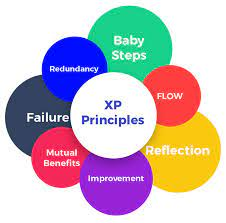 Baby
Steps
Redundancy
FLOW
XP
Principles
Failure
Mutual
Benefits
Reflection
Improvement